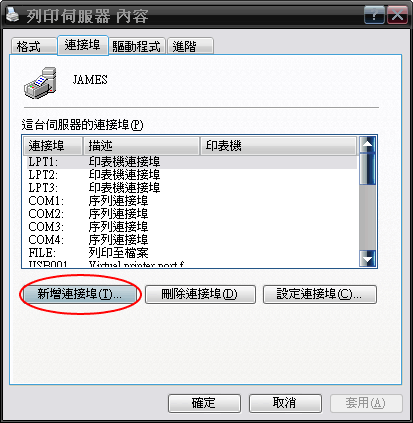 列印伺服器 內容
格式 連接埠 驅動程式 進階
JAMES
這台伺服器的連接埠(P)
連接埠 描述 印表機
LPT1: 印表機連接埠
LPT2: 印表機連接埠
LPT3: 印表機連接埠
COM1: 序列連接埠
COM2: 序列連接埠
COM3: 序列連接埠
COM4: 序列連接埠
FILE: 列印至檔案
USB001 Virtual printer port f
新增連接埠(T)... 刪除連接埠(D) 設定連接埠(C)...
確定 取消 套用(A)